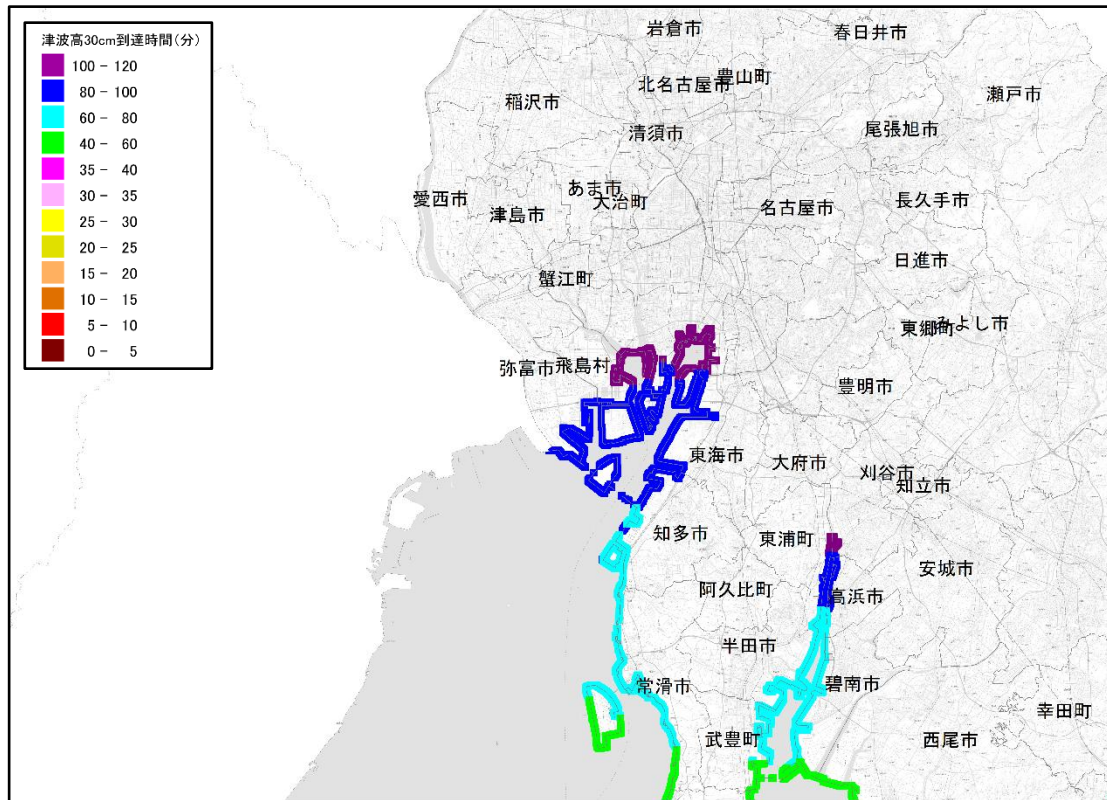 津波高30cm到達時間(分)
100 - 120
80 - 100
60 - 80
40 - 60
35 - 40
30 - 35
25 - 30
20 - 25
15 - 20
10 - 15
5 - 10
0 - 5
岩倉市
春日井市
北名古屋市
豊山町
瀬戸市
稲沢市
清須市
尾張旭市
あま市
愛西市
津島市
大治町
名古屋市
長久手市
日進市
蟹江町
東郷町
みよし市
弥富市
飛島村
豊明市
東海市
大府市
刈谷市
知立市
知多市
東浦町
安城市
阿久比町
高浜市
半田市
常滑市
碧南市
武豊町
西尾市
幸田町